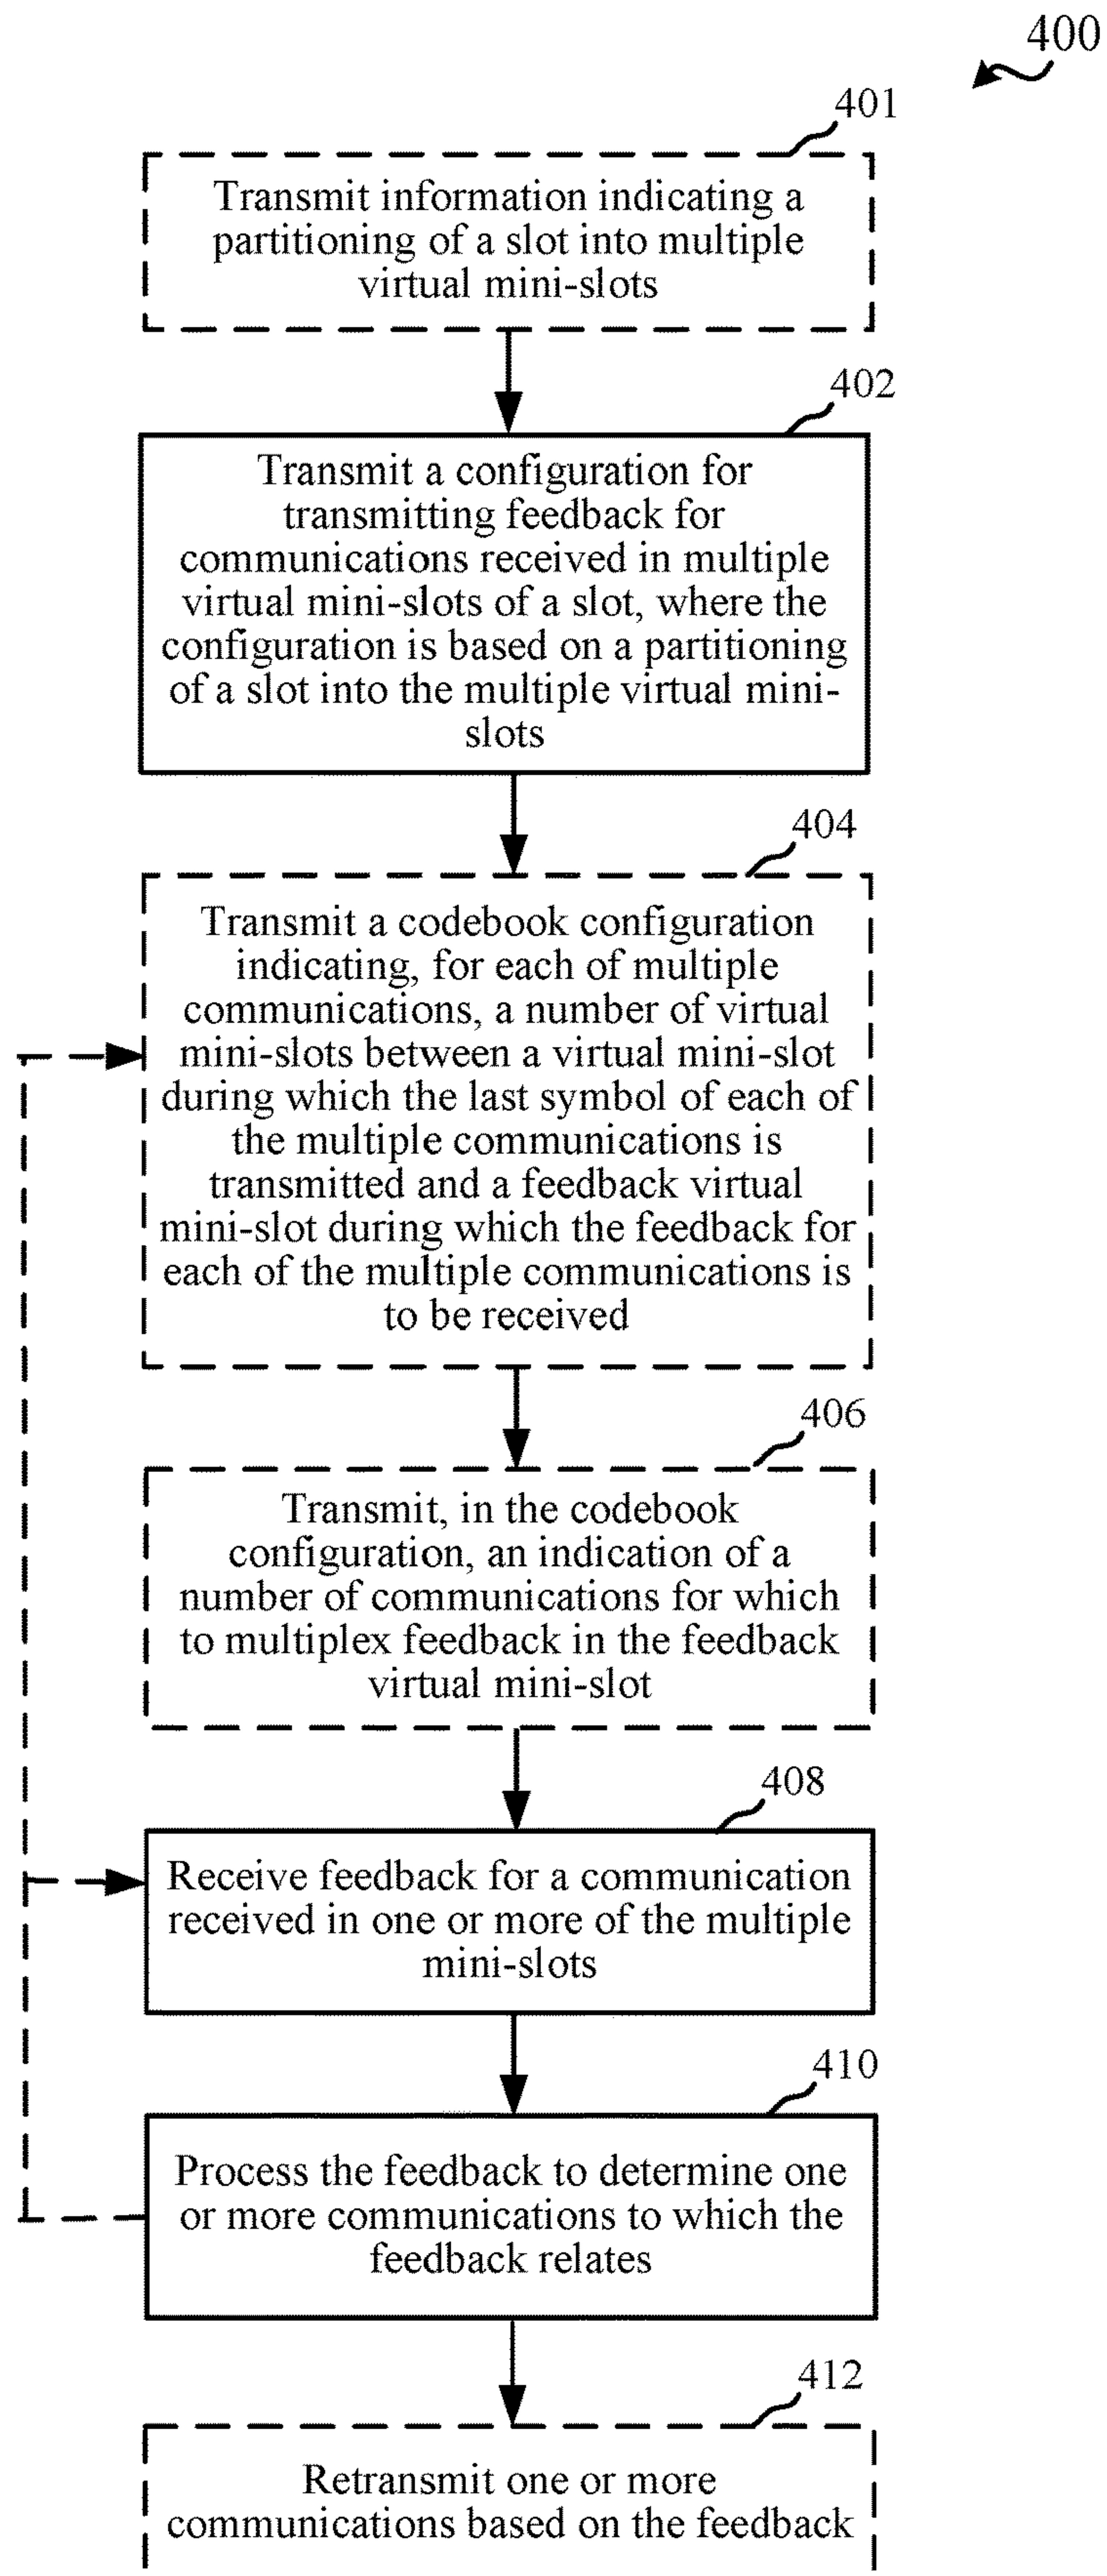 400
401
Transmit information indicating a
partitioning of a slot into multiple
virtual mini-slots
402
Transmit a configuration for
transmitting feedback for
communications received in multiple
virtual mini-slots of a slot, where the
configuration is based on a partitioning
of a slot into the multiple virtual mini-
slots
404
Transmit a codebook configuration
indicating, for each of multiple
communications, a number of virtual
mini-slots between a virtual mini-slot
during which the last symbol of each of
the multiple communications is
transmitted and a feedback virtual
mini-slot during which the feedback for
each of the multiple communications is
to be received
406
Transmit, in the codebook
configuration, an indication of a
number of communications for which
to multiplex feedback in the feedback
virtual mini-slot
408
Receive feedback for a communication
received in one or more of the multiple
mini-slots
410
Process the feedback to determine one
or more communications to which the
feedback relates
412
Retransmit one or more
communications based on the feedback